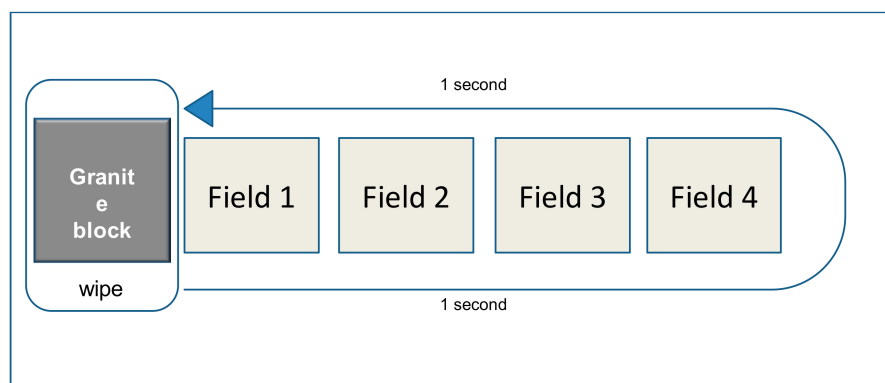 1 second
Granit
e
block
Field 1
Field 2
Field 3
Field 4
wipe
1 second